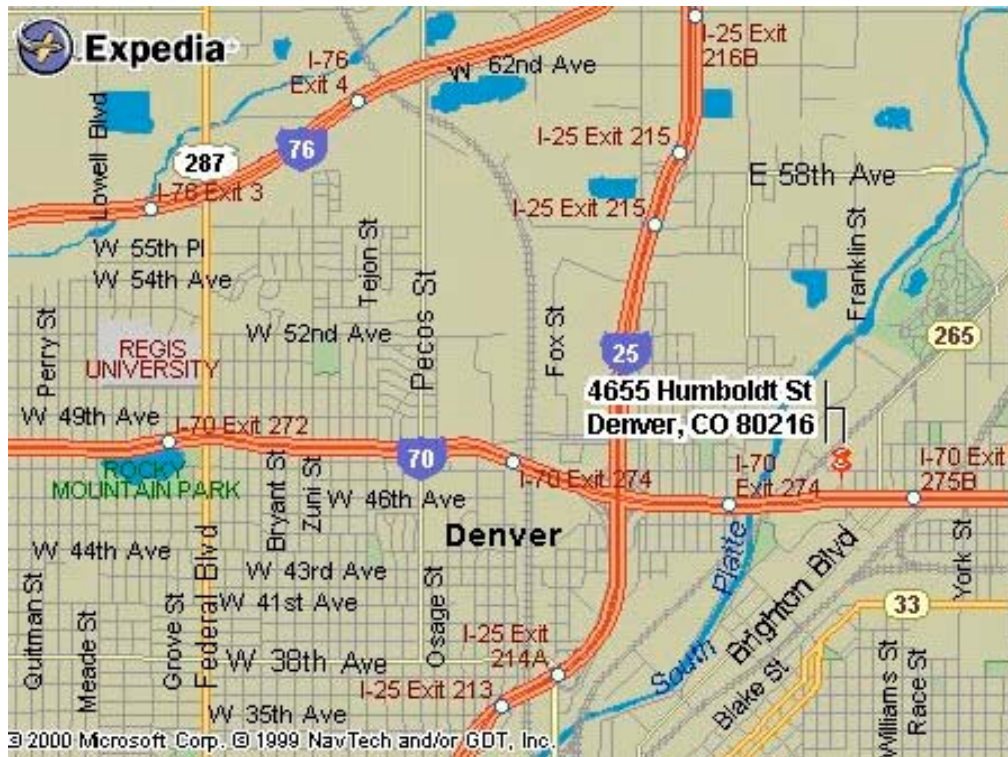 Expedia
I-76
Exit 4
W 62nd Ave
I-25 Exit
216B
Lowell Blvd
287
76
I-25 Exit 215
E 58th Ave
I-76 Exit 3
I-25 Exit 215
Franklin St
W 55th Pl
W 54th Ave
Tejon St
Pecos St
Perry St
W 52nd Ave
Fox St
265
REGIS
UNIVERSITY
25
4655 Humboldt St
Denver, CO 80216
W 49th Ave
I-70 Exit 272
70
I-70 Exit 274
I-70
Exit 274
I-70 Exit
275B
ROCKY
MOUNTAIN PARK
Bryant St
Zuni St
W 46th Ave
Denver
W 44th Ave
Federal Blvd
W 43rd Ave
South Platte
Brighton Blvd
York St
W 41st Ave
33
Quitman St
Meade St
Grove St
W 38th Ave
Osage St
I-25 Exit
214A
Blake St
I-25 Exit 213
W 35th Ave
Williams St
Race St
© 2000 Microsoft Corp. © 1999 NavTech and/or GDT, Inc.